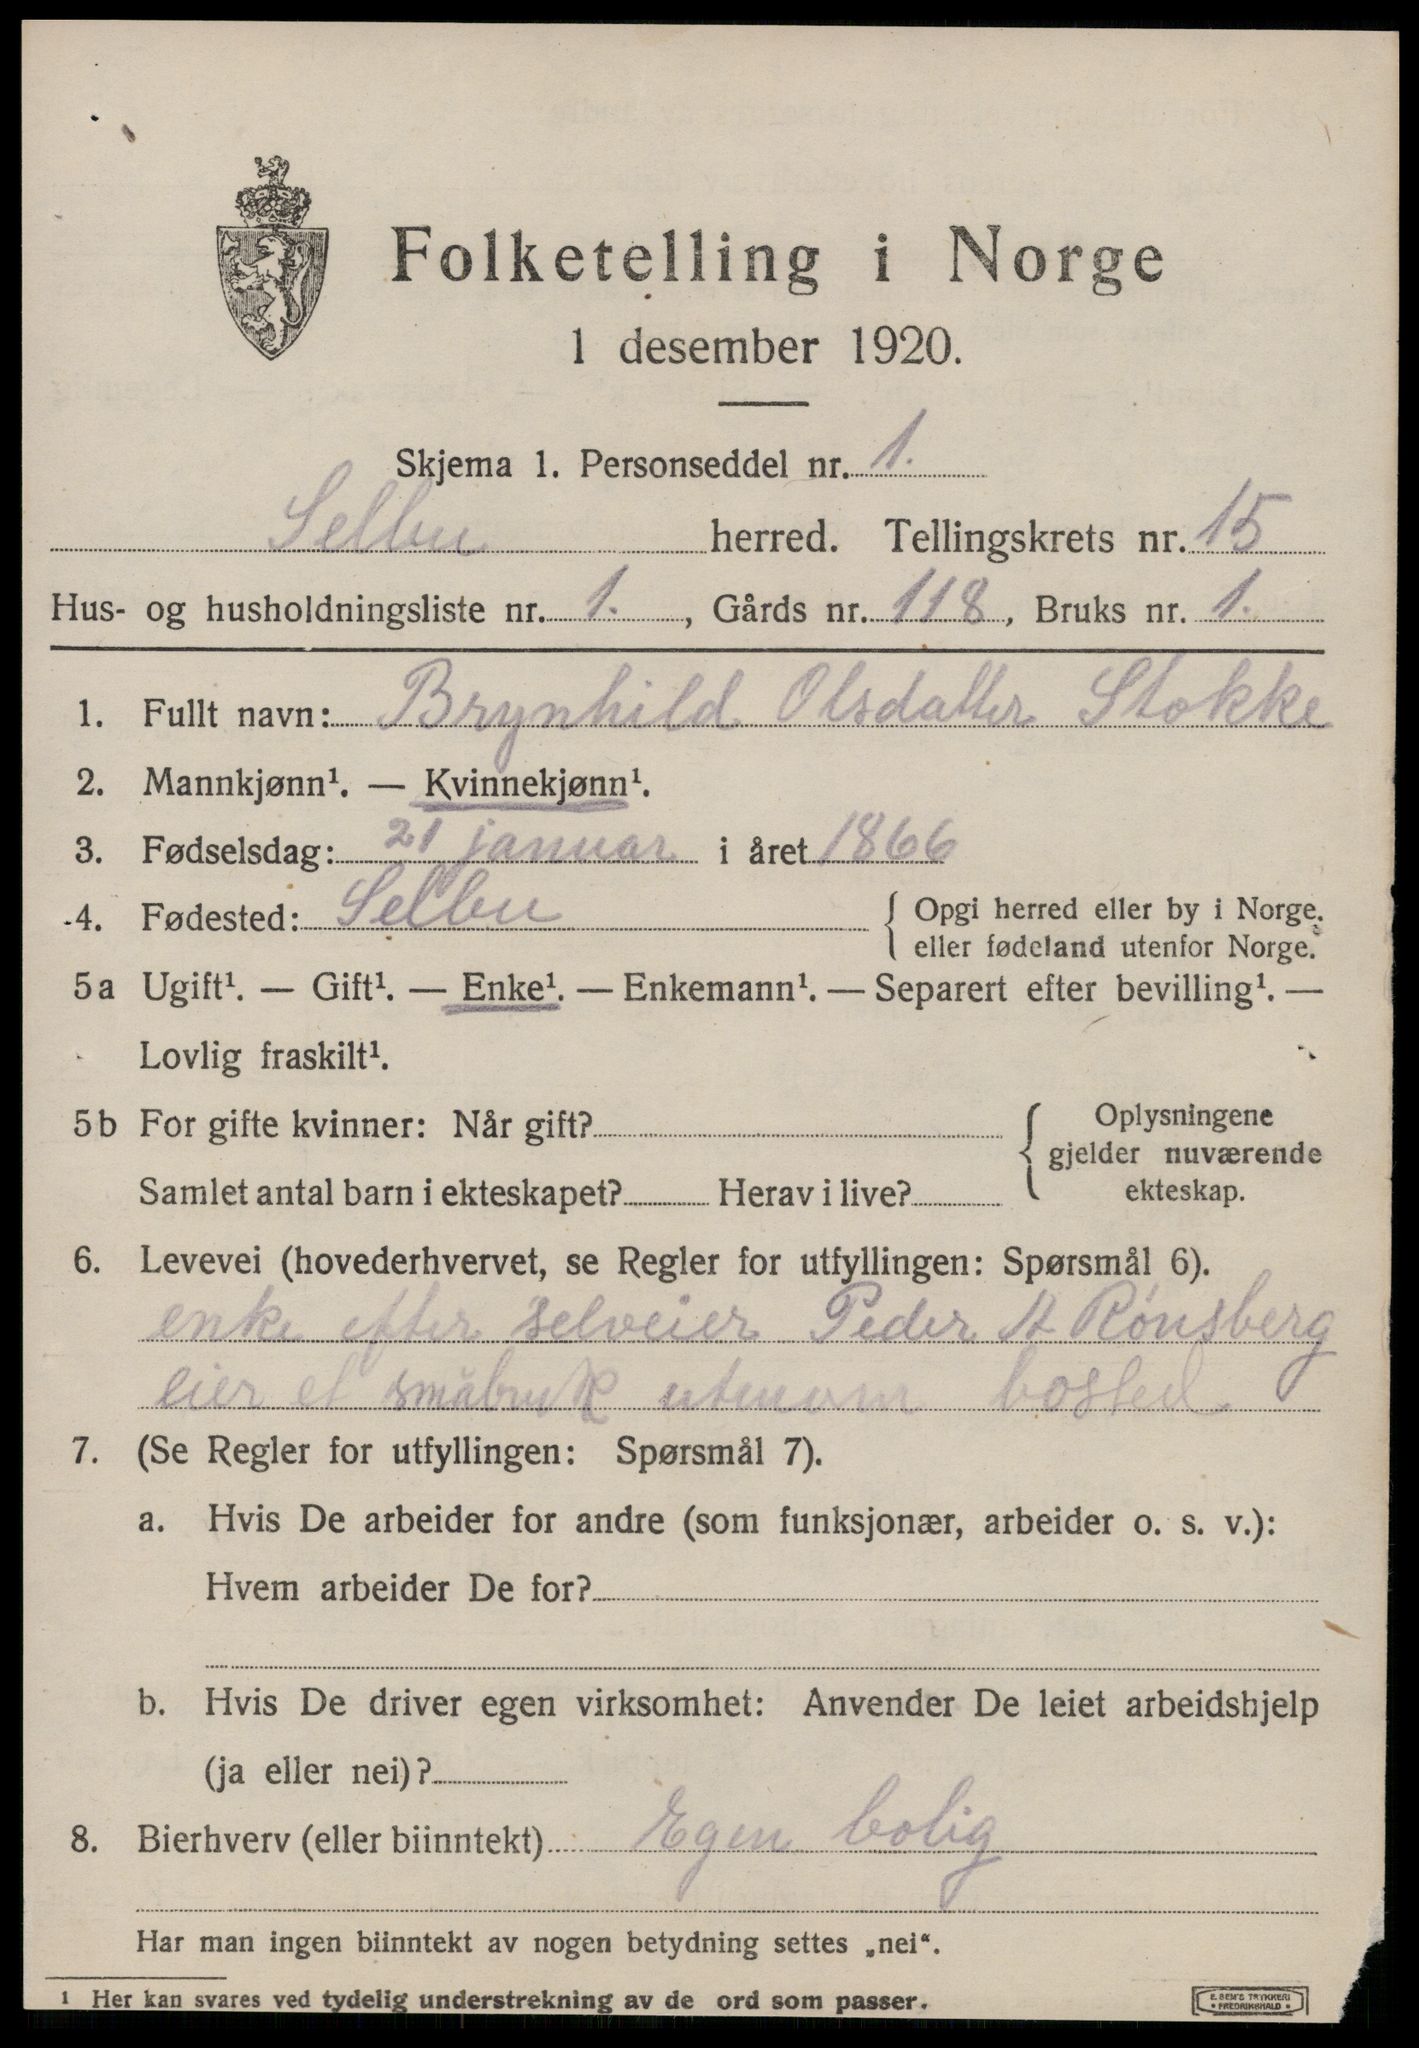 Folketelling i Norge
1 desember 1920.
Skjema 1. Personseddel nr. 1.
Selbu herred. Tellingskrets nr. 15
Hus- og husholdningsliste nr. 1. , Gårds nr. 118, Bruks nr. 1.
1. Fullt navn: Brynhild Olsdatter Stokke
2. Mannkjønn¹. — Kvinnekjønn¹.
3. Fødselsdag: 21 januar i året 1866
4. Fødested: Selbu { Opgi herred eller by i Norge.
eller fødeland utenfor Norge.
5a Ugift¹. — Gift¹. — Enke¹. — Enkemann¹. — Separert efter bevilling¹. —
Lovlig fraskilt¹.
5b For gifte kvinner: Når gift? { Oplysningene
gjelder nuværende
Samlet antal barn i ekteskapet? Herav i live? ekteskap.
6. Levevei (hovederhvervet, se Regler for utfyllingen: Spørsmål 6).
enke efter selveier Peder Rønsberg
eier et småbruk utenom bosted
7. (Se Regler for utfyllingen: Spørsmål 7).
a. Hvis De arbeider for andre (som funksjonær, arbeider o. s. v.):
Hvem arbeider De for?
b. Hvis De driver egen virksomhet: Anvender De leiet arbeidshjelp
(ja eller nei)?
8. Bierhverv (eller biinntekt) Egen bolig
Har man ingen biinntekt av nogen betydning settes „nei“.
¹ Her kan svares ved tydelig understrekning av de ord som passer.
E. SEM'S TRYKKERI
• FREDRIKSHALD •